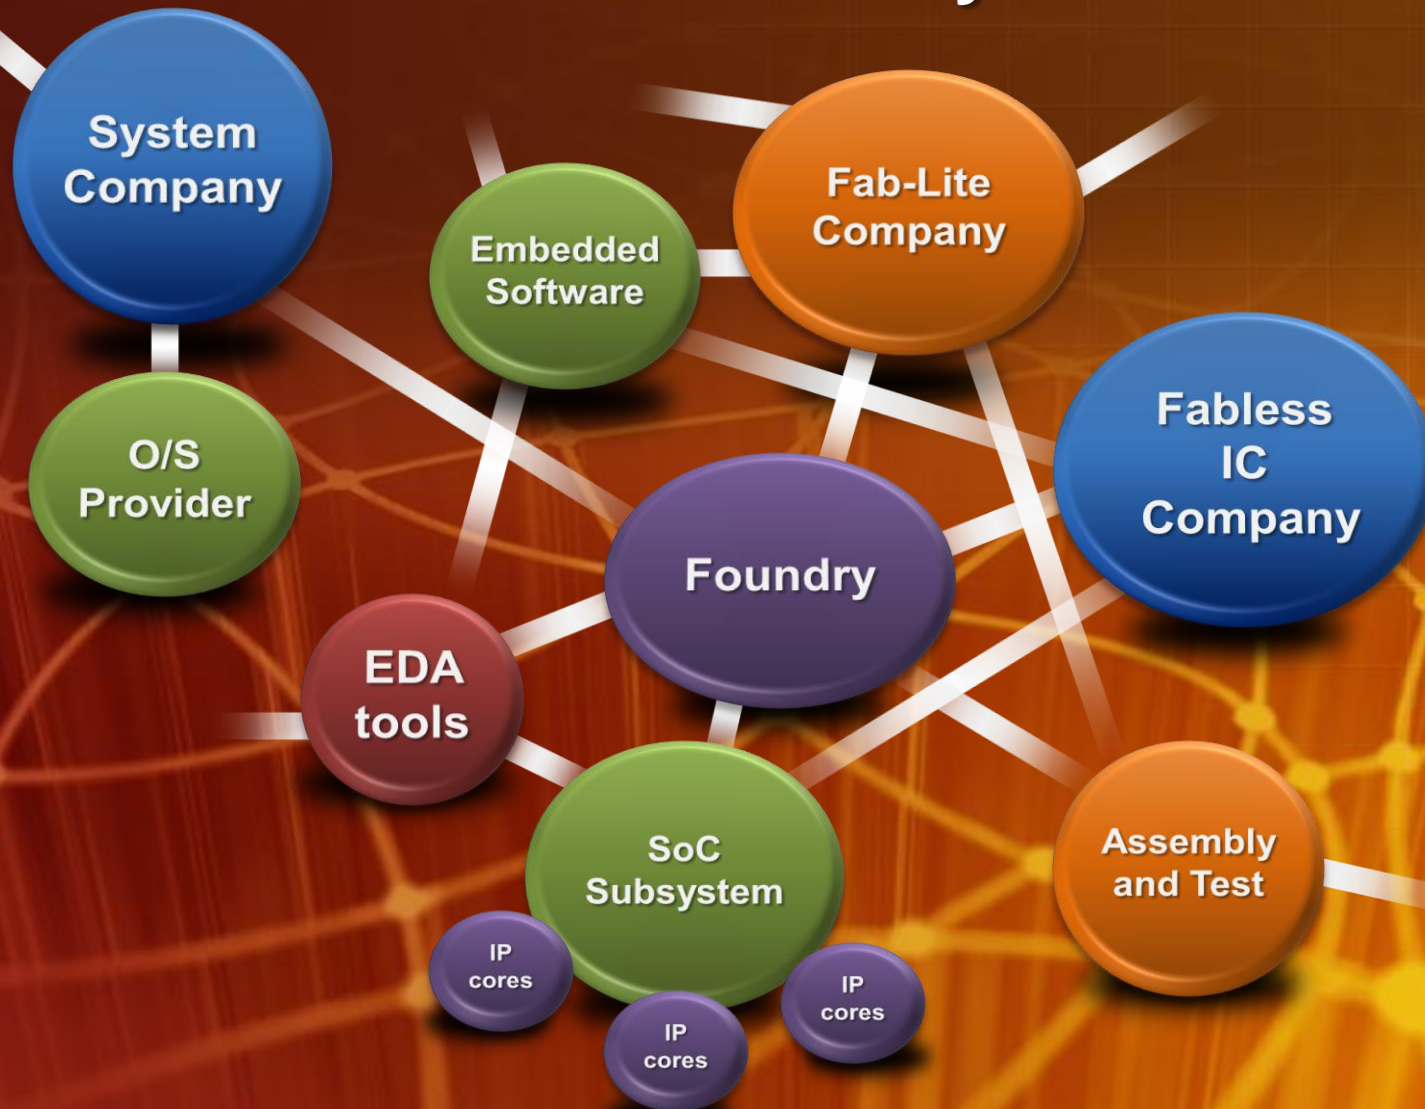 System
Company
Embedded
Software
Fab-Lite
Company
O/S
Provider
Fabless
IC
Company
Foundry
EDA
tools
SoC
Subsystem
Assembly
and Test
IP
cores
IP
cores
IP
cores